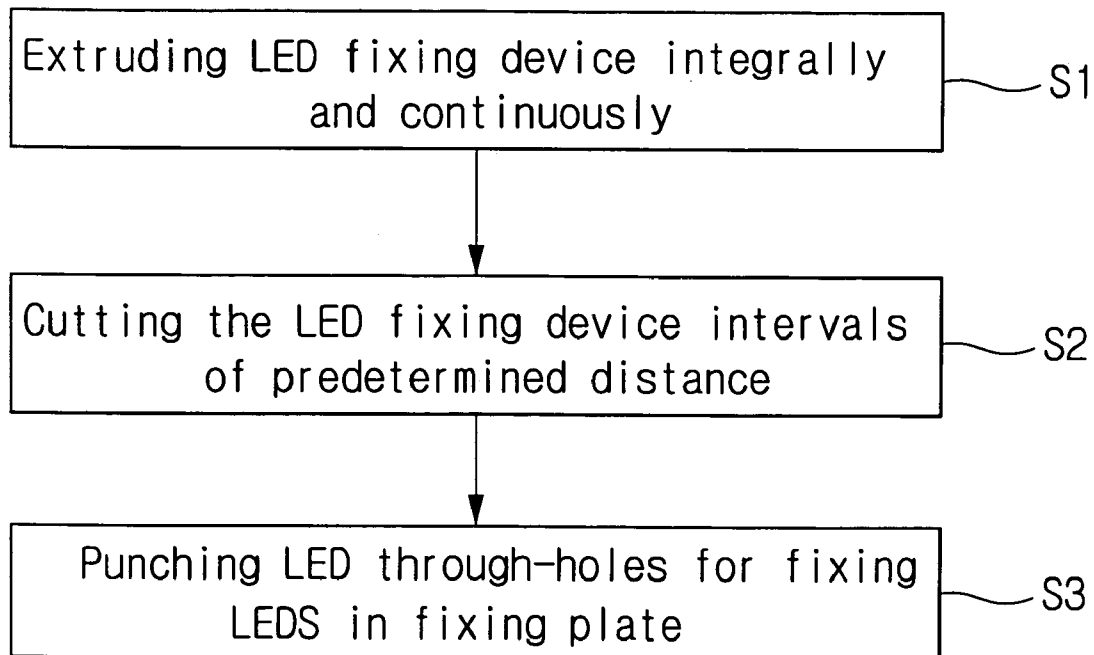 Extruding LED fixing device integrally
and continuously
S1
Cutting the LED fixing device intervals
of predetermined distance
S2
Punching LED through-holes for fixing
LEDS in fixing plate
S3